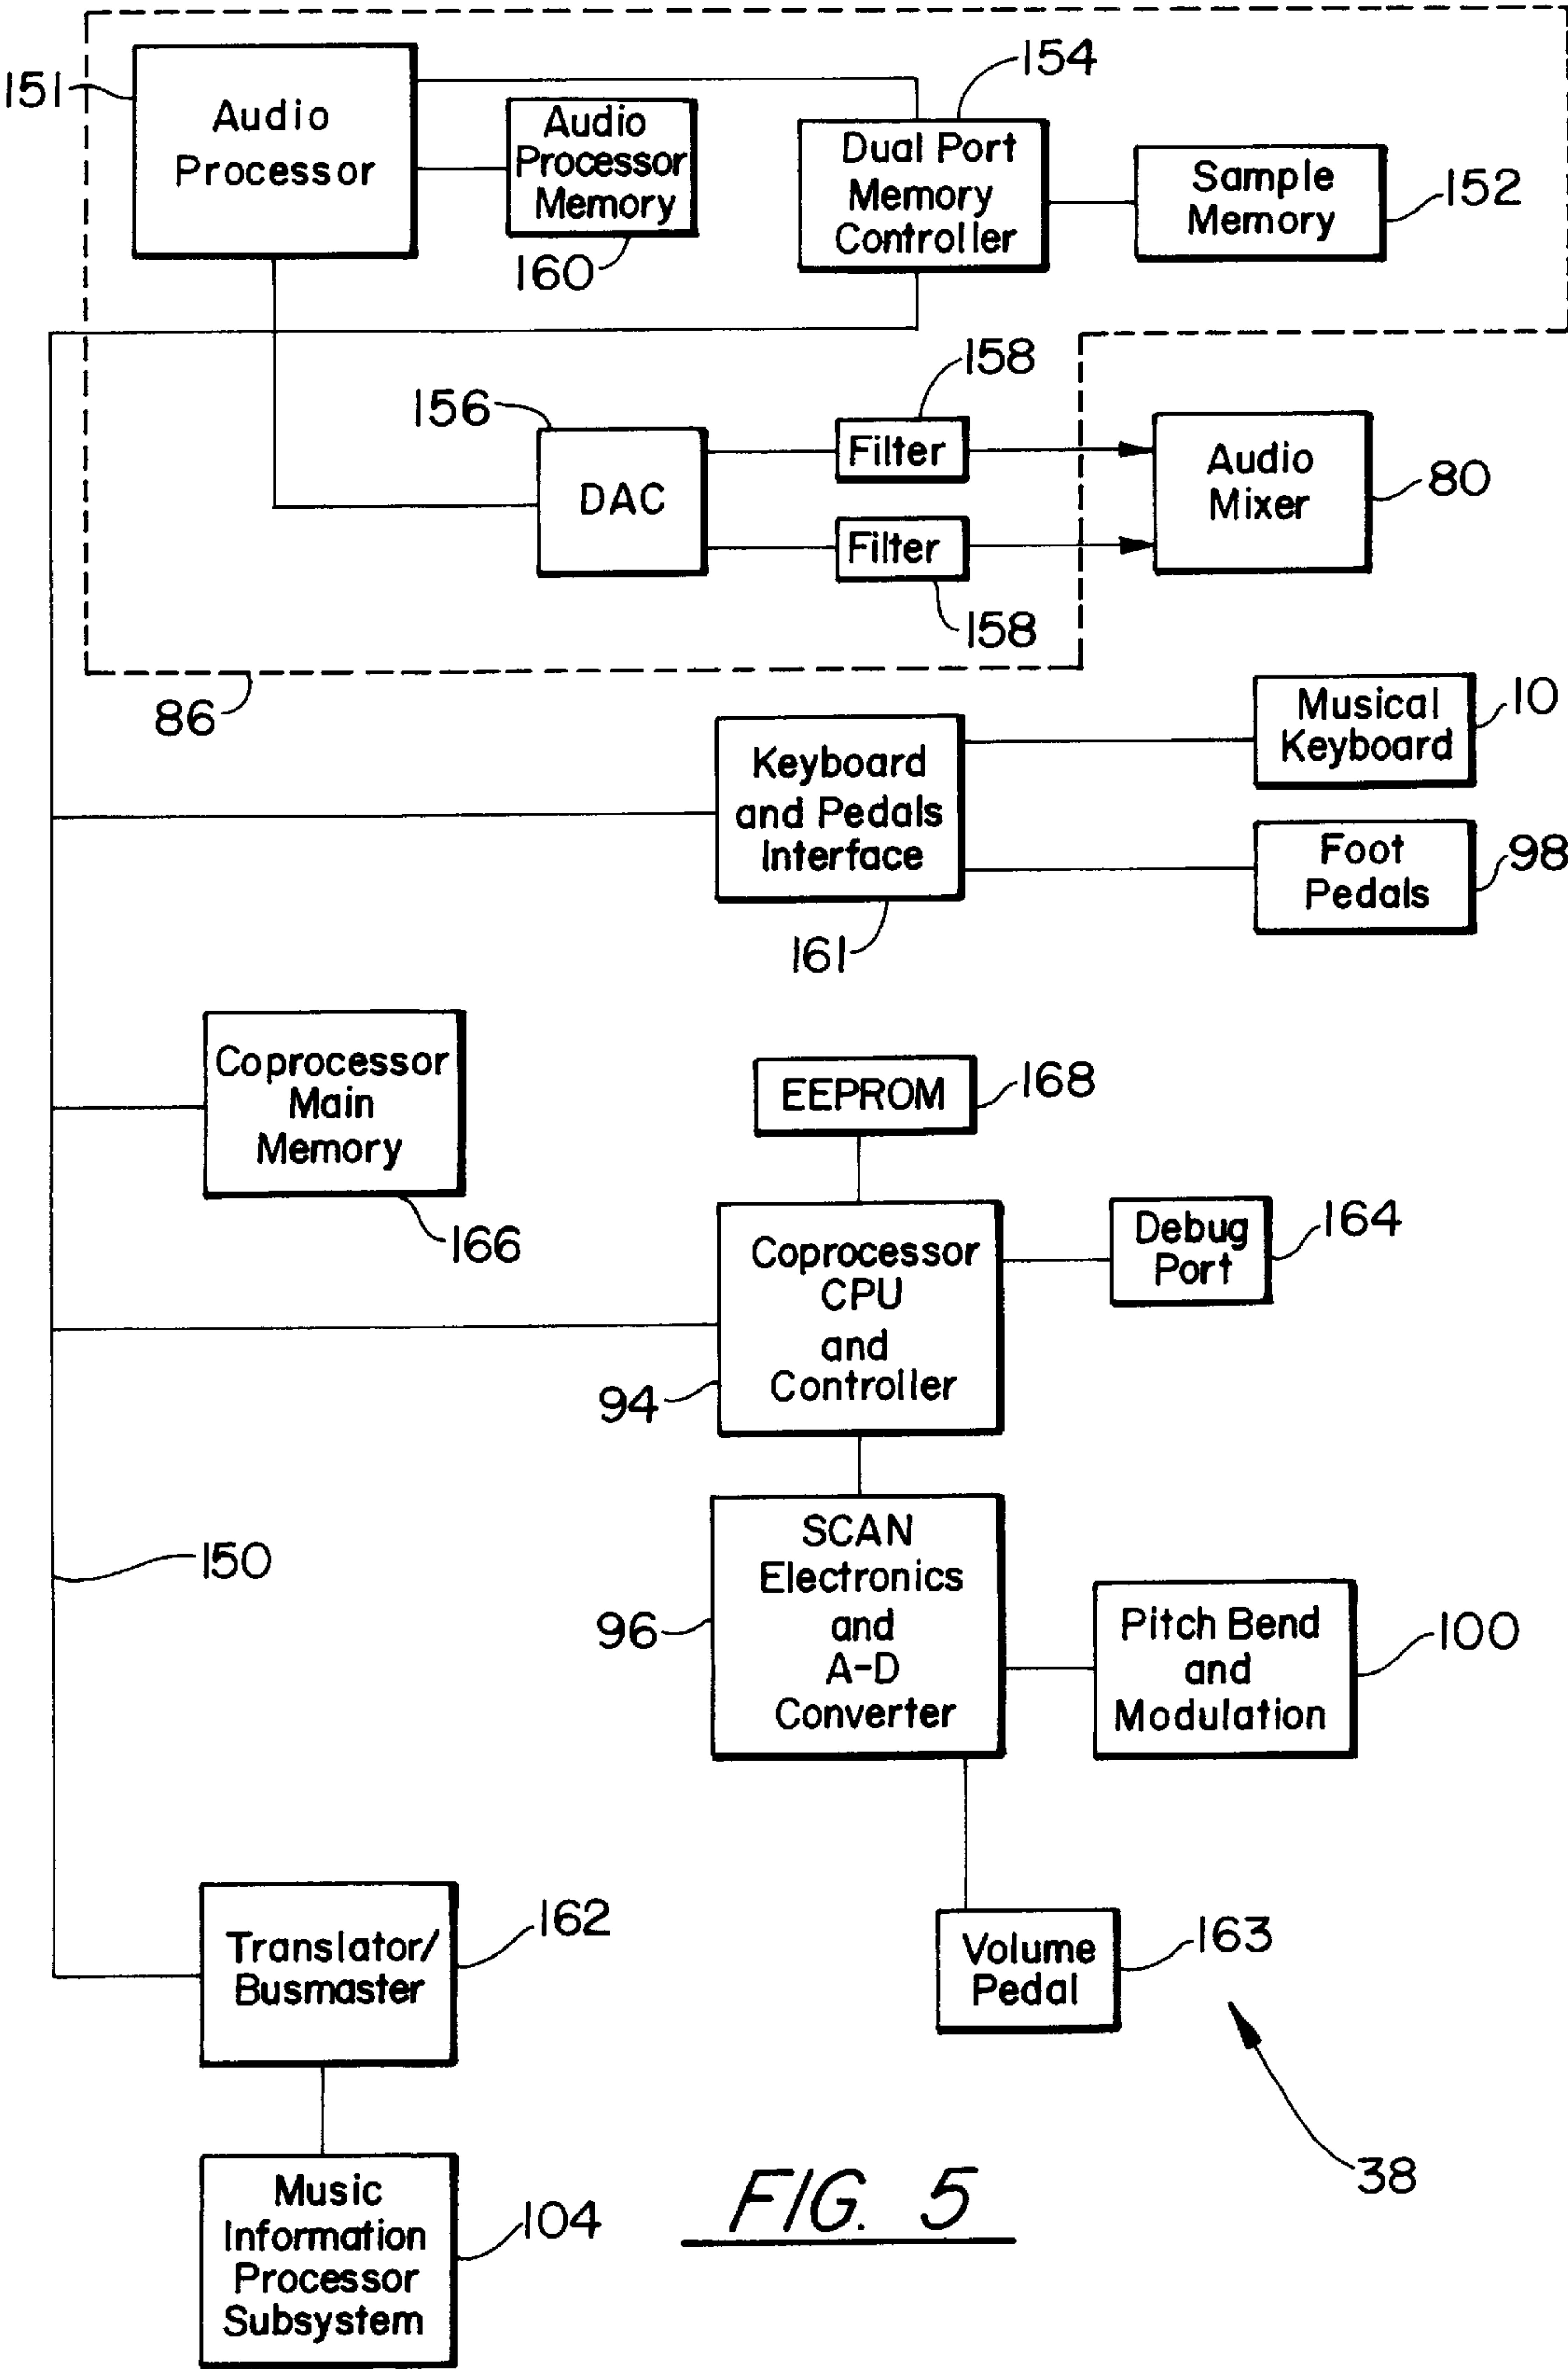 151
Audio
Processor
Audio
Processor
Memory
160
154
Dual Port
Memory
Controller
Sample
Memory
152
156
DAC
158
Filter
Filter
158
Audio
Mixer
80
86
Keyboard
and Pedals
Interface
161
Musical
Keyboard
10
Foot
Pedals
98
Coprocessor
Main
Memory
166
EEPROM
168
Coprocessor
CPU
and
Controller
94
Debug
Port
164
150
SCAN
Electronics
and
A-D
Converter
96
Pitch Bend
and
Modulation
100
Translator/
Busmaster
162
Volume
Pedal
163
38
Music
Information
Processor
Subsystem
104
FIG. 5